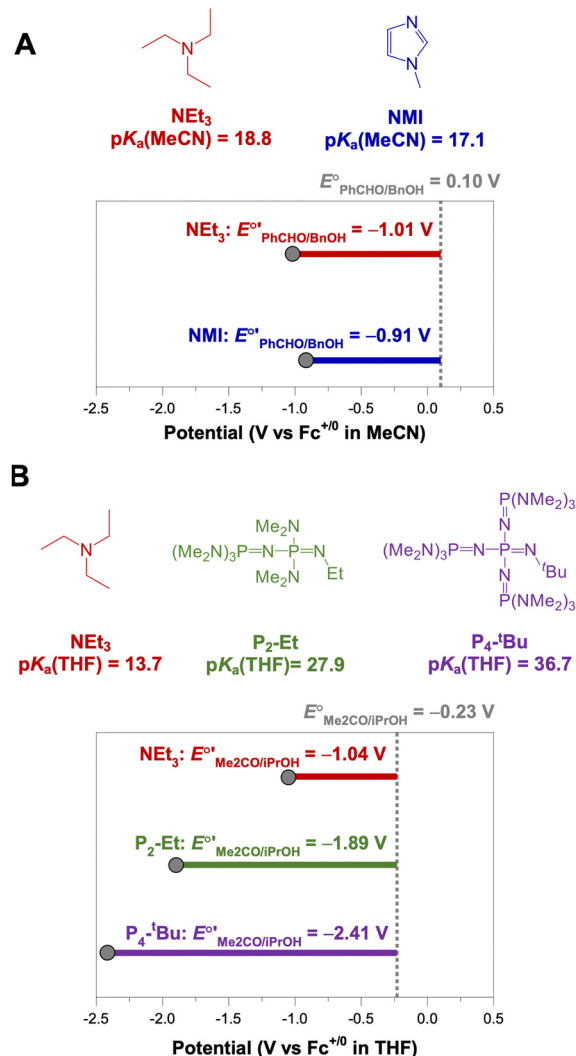 A
N
N
N
NEt₃
pKₐ(MeCN) = 18.8
NMI
pKₐ(MeCN) = 17.1
E°PhCHO/BnOH = 0.10 V
NEt₃: E°'PhCHO/BnOH = −1.01 V
NMI: E°'PhCHO/BnOH = −0.91 V
-2.5 -2.0 -1.5 -1.0 -0.5 0.0 0.5
Potential (V vs Fc⁺/⁰ in MeCN)
B
N
Me₂N
(Me₂N)₃P=N–P=N
Me₂N Et
P(NMe₂)₃
N
(Me₂N)₃P=N–P=N
N ᵗBu
P(NMe₂)₃
NEt₃
pKₐ(THF) = 13.7
P₂-Et
pKₐ(THF)= 27.9
P₄-ᵗBu
pKₐ(THF) = 36.7
E°Me2CO/iPrOH = −0.23 V
NEt₃: E°'Me2CO/iPrOH = −1.04 V
P₂-Et: E°'Me2CO/iPrOH = −1.89 V
P₄-ᵗBu: E°'Me2CO/iPrOH = −2.41 V
-2.5 -2.0 -1.5 -1.0 -0.5 0.0 0.5
Potential (V vs Fc⁺/⁰ in THF)